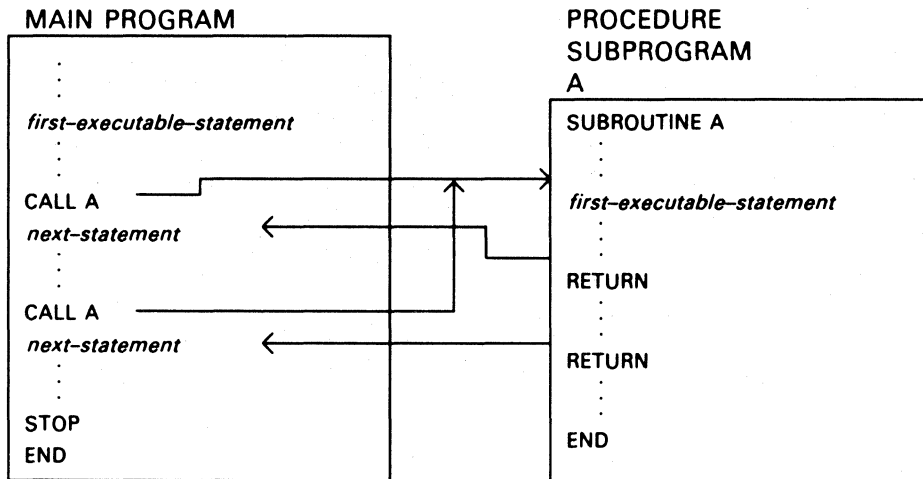 MAIN PROGRAM
first–executable–statement
CALL A
next–statement
CALL A
next–statement
STOP
END
PROCEDURE
SUBPROGRAM
A
SUBROUTINE A
first–executable–statement
RETURN
RETURN
END